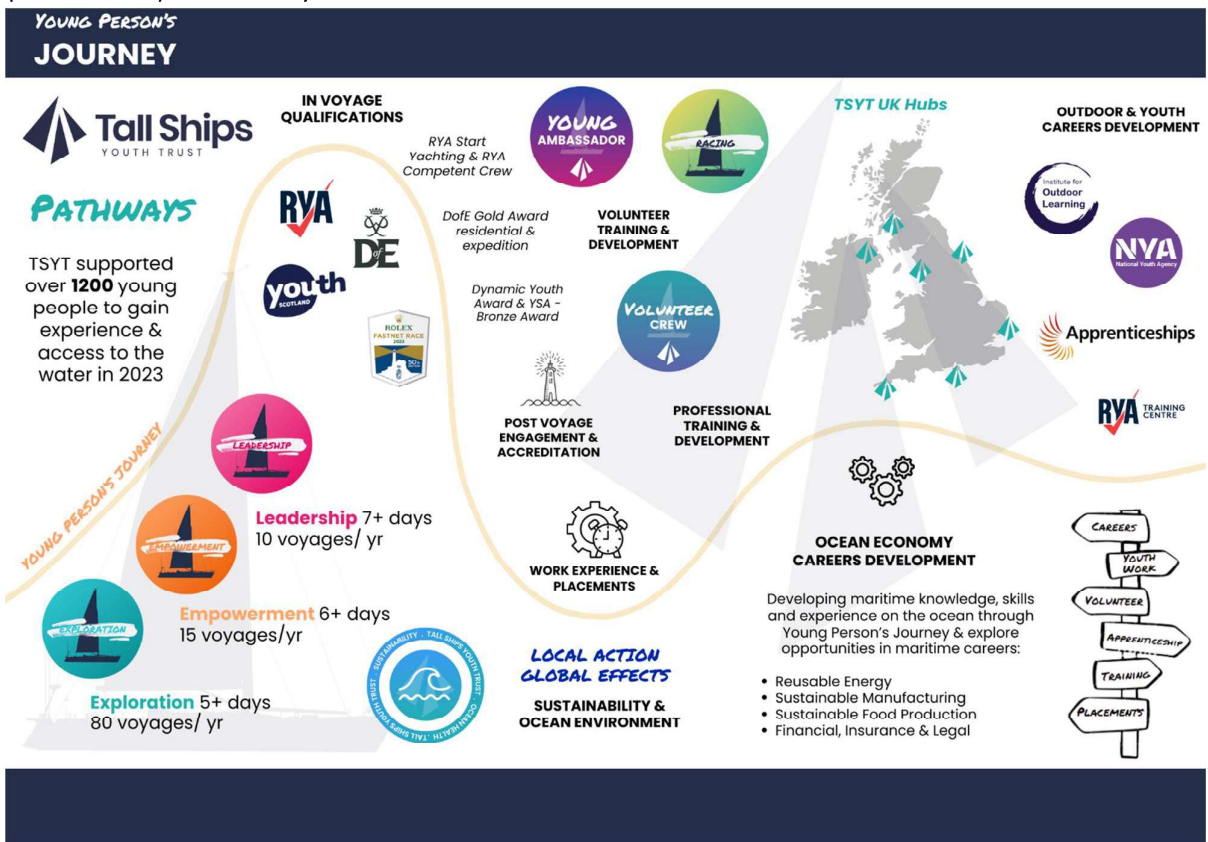 YOUNG PERSON'S
JOURNEY
Tall Ships
YOUTH TRUST
PATHWAYS
TSYT supported
over 1200 young
people to gain
experience &
access to the
water in 2023
YOUNG PERSON'S JOURNEY
LEADERSHIP
Leadership 7+ days
10 voyages/ yr
EMPOWERMENT
Empowerment 6+ days
15 voyages/yr
EXPLORATION
Exploration 5+ days
80 voyages/ yr
IN VOYAGE
QUALIFICATIONS
RYA
DofE
youth
SCOTLAND
ROLEX
FASTNET RACE
RYA Start
Yachting & RYA
Competent Crew
DofE Gold Award
residential &
expedition
Dynamic Youth
Award & YSA -
Bronze Award
YOUNG
AMBASSADOR
RACING
VOLUNTEER
TRAINING &
DEVELOPMENT
VOLUNTEER
CREW
POST VOYAGE
ENGAGEMENT &
ACCREDITATION
PROFESSIONAL
TRAINING &
DEVELOPMENT
WORK EXPERIENCE &
PLACEMENTS
SUSTAINABILITY · TALL SHIPS YOUTH TRUST · OCEAN HEALTH · TALL SHIPS YOUTH TRUST ·
LOCAL ACTION
GLOBAL EFFECTS
SUSTAINABILITY &
OCEAN ENVIRONMENT
TSYT UK Hubs
OCEAN ECONOMY
CAREERS DEVELOPMENT
Developing maritime knowledge, skills
and experience on the ocean through
Young Person's Journey & explore
opportunities in maritime careers:
• Reusable Energy
• Sustainable Manufacturing
• Sustainable Food Production
• Financial, Insurance & Legal
OUTDOOR & YOUTH
CAREERS DEVELOPMENT
Institute for
Outdoor
Learning
NYA
National Youth Agency
Apprenticeships
RYA TRAINING
CENTRE
CAREERS
YOUTH
WORK
VOLUNTEER
APPRENTICESHIP
TRAINING
PLACEMENTS